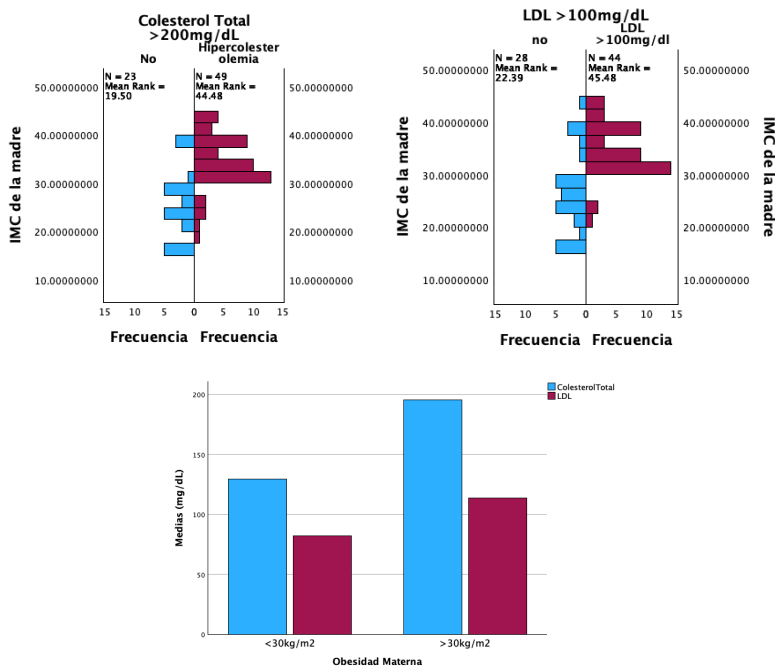 Colesterol Total
>200mg/dL
No
Hipercolester
olemia
N = 23
Mean Rank =
19.50
N = 49
Mean Rank =
44.48
50.00000000
40.00000000
30.00000000
20.00000000
10.00000000
50.00000000
40.00000000
30.00000000
20.00000000
10.00000000
IMC de la madre
15 10 5 0 5 10 15
Frecuencia Frecuencia
LDL >100mg/dL
no
LDL
>100mg/dl
N = 28
Mean Rank =
22.39
N = 44
Mean Rank =
45.48
50.00000000
40.00000000
30.00000000
20.00000000
10.00000000
50.00000000
40.00000000
30.00000000
20.00000000
10.00000000
IMC de la madre
IMC de la madre
15 10 5 0 5 10 15
Frecuencia Frecuencia
ColesterolTotal
LDL
200
150
100
50
0
Medias (mg/dL)
<30kg/m2 >30kg/m2
Obesidad Materna